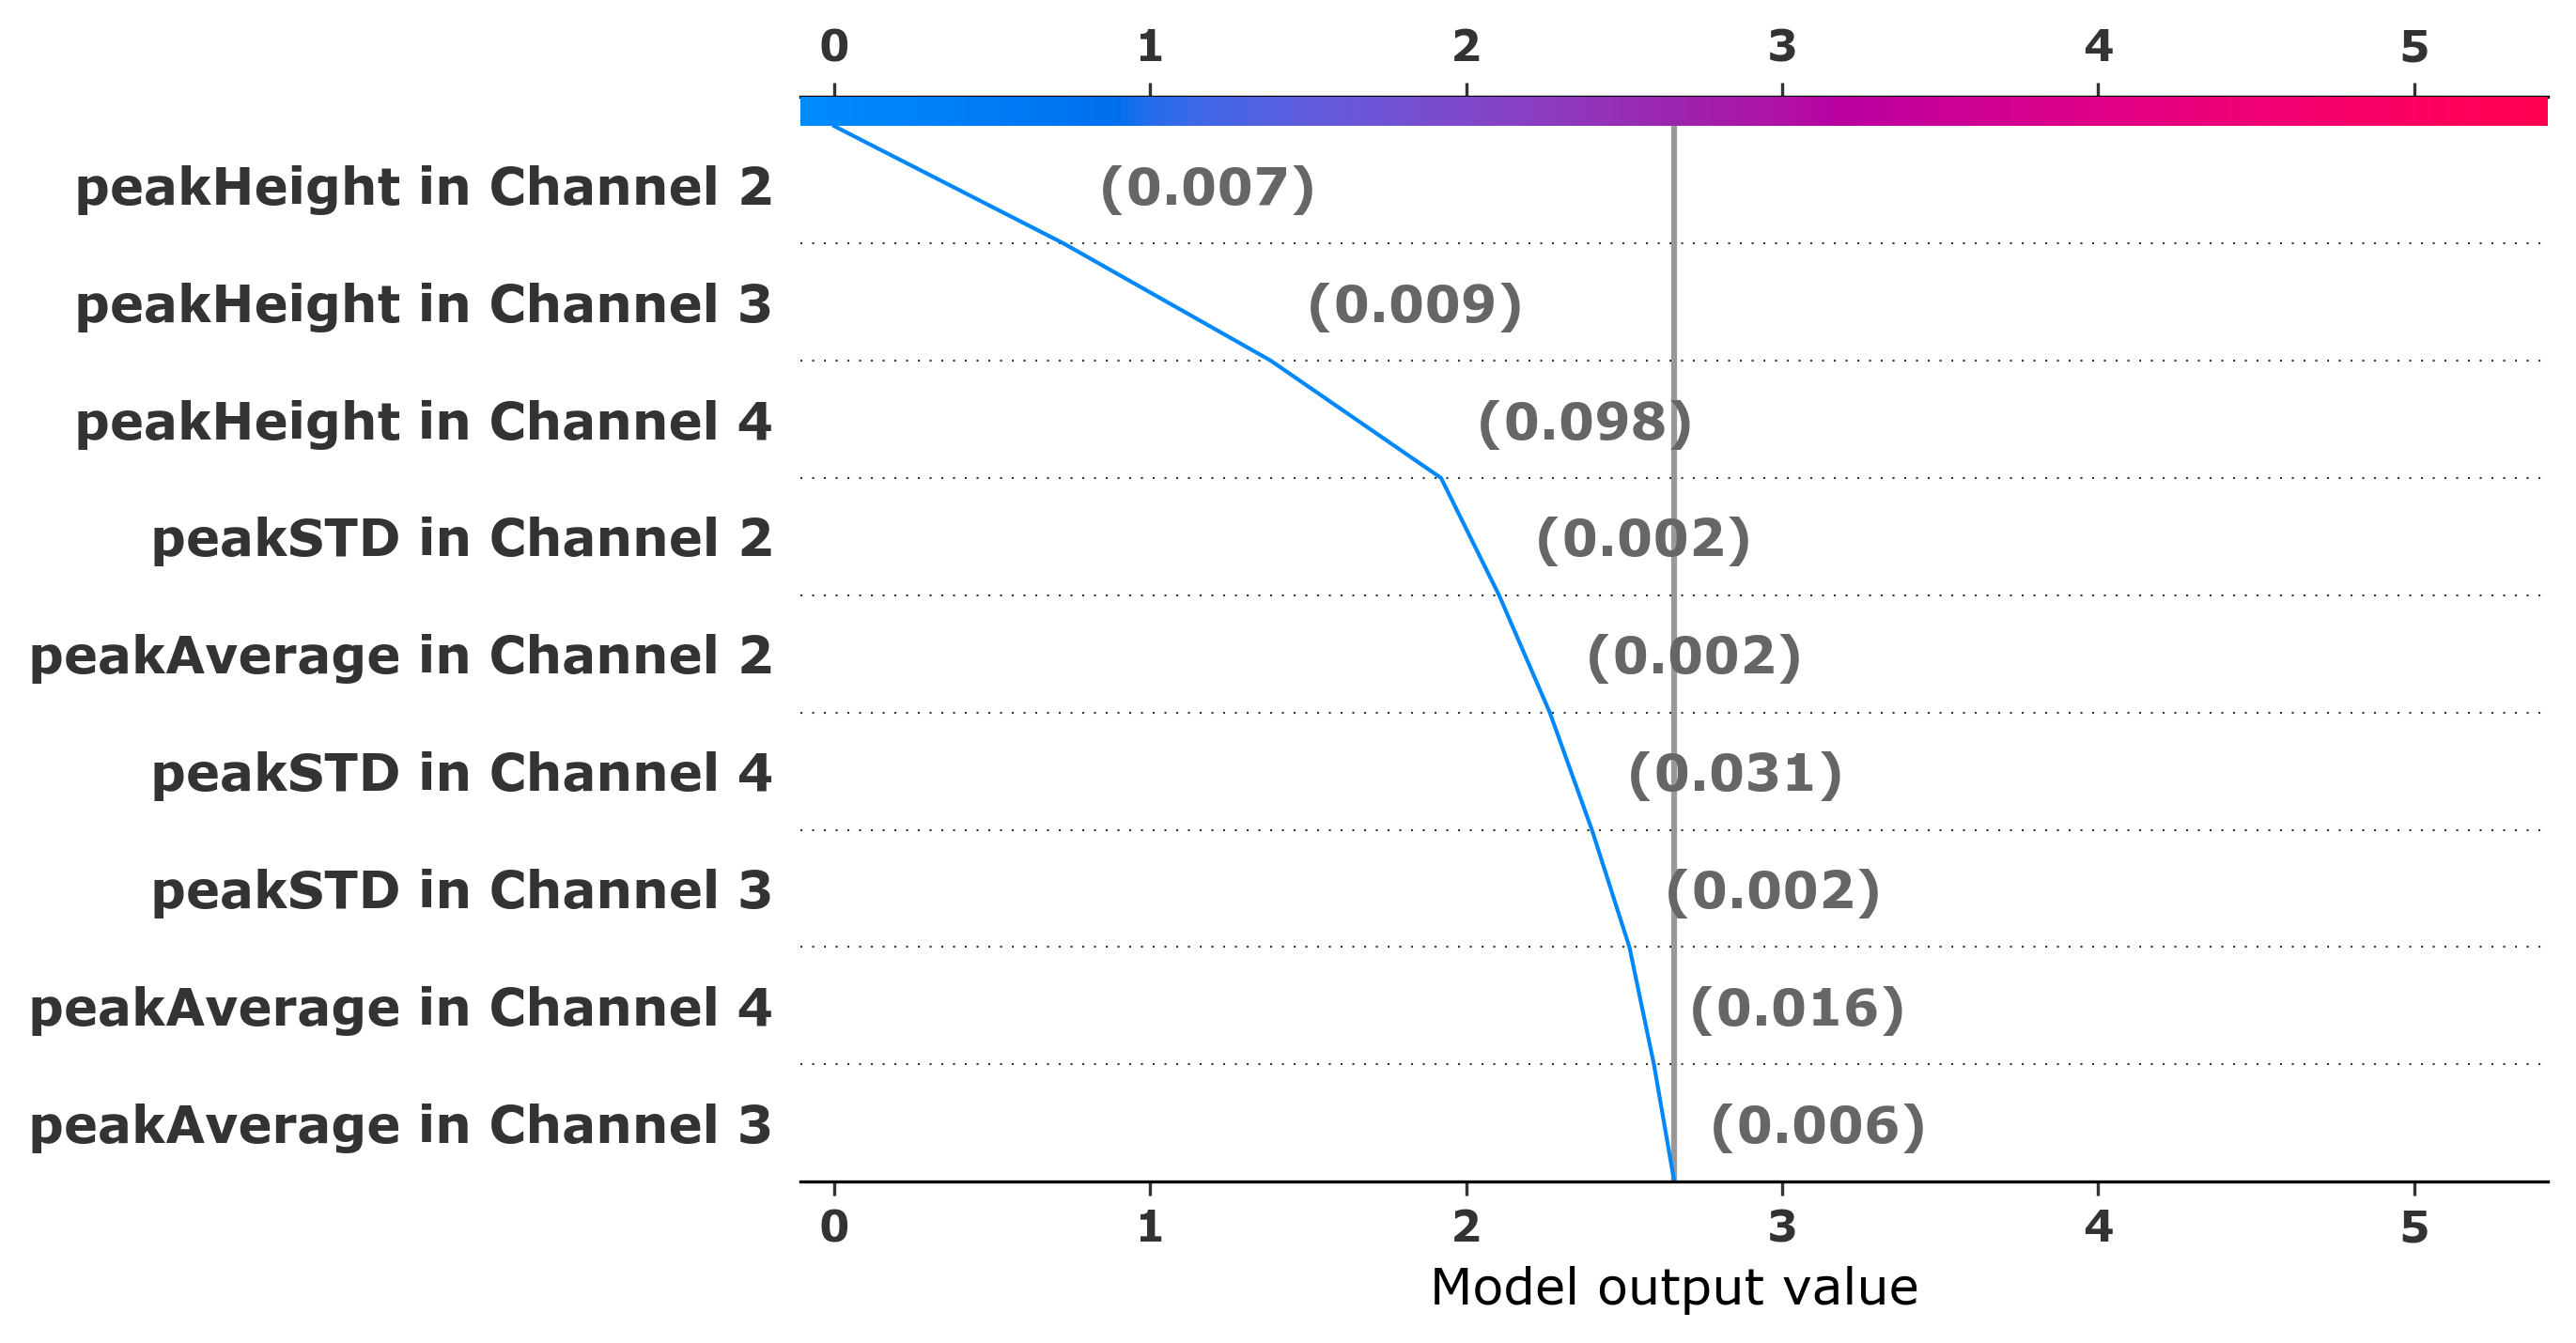 0 1 2 3 4 5
peakHeight in Channel 2 (0.007)
peakHeight in Channel 3 (0.009)
peakHeight in Channel 4 (0.098)
peakSTD in Channel 2 (0.002)
peakAverage in Channel 2 (0.002)
peakSTD in Channel 4 (0.031)
peakSTD in Channel 3 (0.002)
peakAverage in Channel 4 (0.016)
peakAverage in Channel 3 (0.006)
0 1 2 3 4 5
Model output value